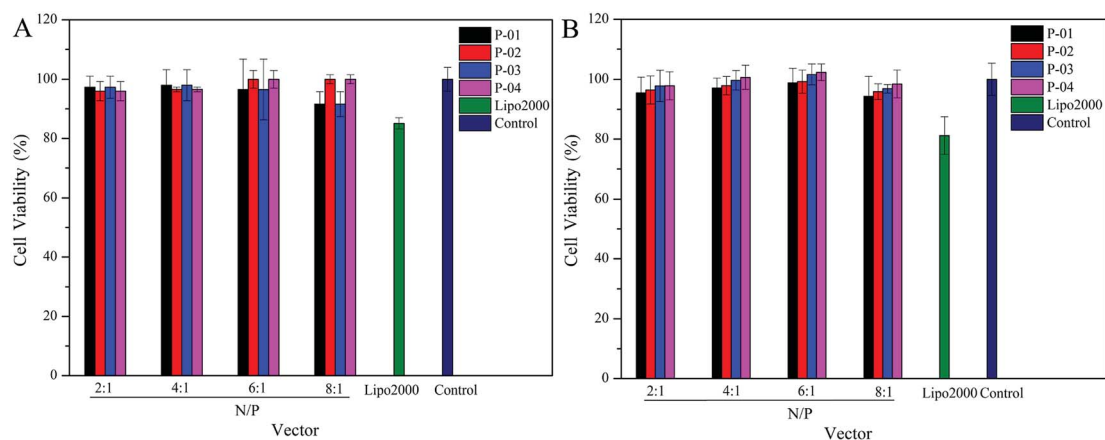 A
120
100
80
60
40
20
0
Cell Viability (%)
P-01
P-02
P-03
P-04
Lipo2000
Control
2:1 4:1 6:1 8:1 Lipo2000 Control
N/P
Vector
B
120
100
80
60
40
20
0
Cell Viability (%)
P-01
P-02
P-03
P-04
Lipo2000
Control
2:1 4:1 6:1 8:1 Lipo2000 Control
N/P
Vector